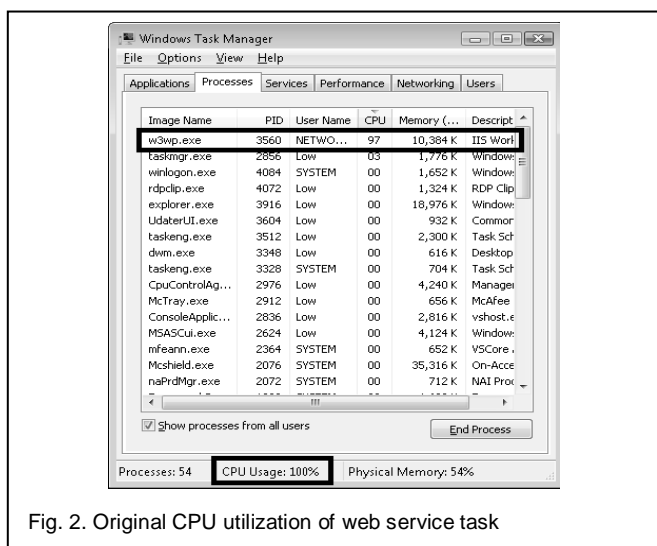 Windows Task Manager
File Options View Help
Applications Processes Services Performance Networking Users
Image Name PID User Name CPU Memory (... Descript
w3wp.exe 3560 NETWO... 97 10,384 K IIS Work
taskmgr.exe 2856 Low 03 1,776 K Window:
winlogon.exe 4084 SYSTEM 00 1,652 K Window:
rdpclip.exe 4072 Low 00 1,324 K RDP Clip
explorer.exe 3916 Low 00 18,976 K Window:
UdaterUI.exe 3604 Low 00 932 K Commor
taskeng.exe 3512 Low 00 2,300 K Task Sch
dwm.exe 3348 Low 00 616 K Desktop
taskeng.exe 3328 SYSTEM 00 704 K Task Sch
CpuControlAg... 2976 Low 00 4,240 K Manager
McTray.exe 2912 Low 00 656 K McAfee
ConsoleApplic... 2836 Low 00 2,816 K vshost.e
MSASCui.exe 2624 Low 00 4,124 K Window:
mfeann.exe 2364 SYSTEM 00 652 K VSCore
Mcshield.exe 2076 SYSTEM 00 35,316 K On-Acce
naPrdMgr.exe 2072 SYSTEM 00 712 K NAI Proc
Show processes from all users
End Process
Processes: 54 CPU Usage: 100% Physical Memory: 54%
Fig. 2. Original CPU utilization of web service task